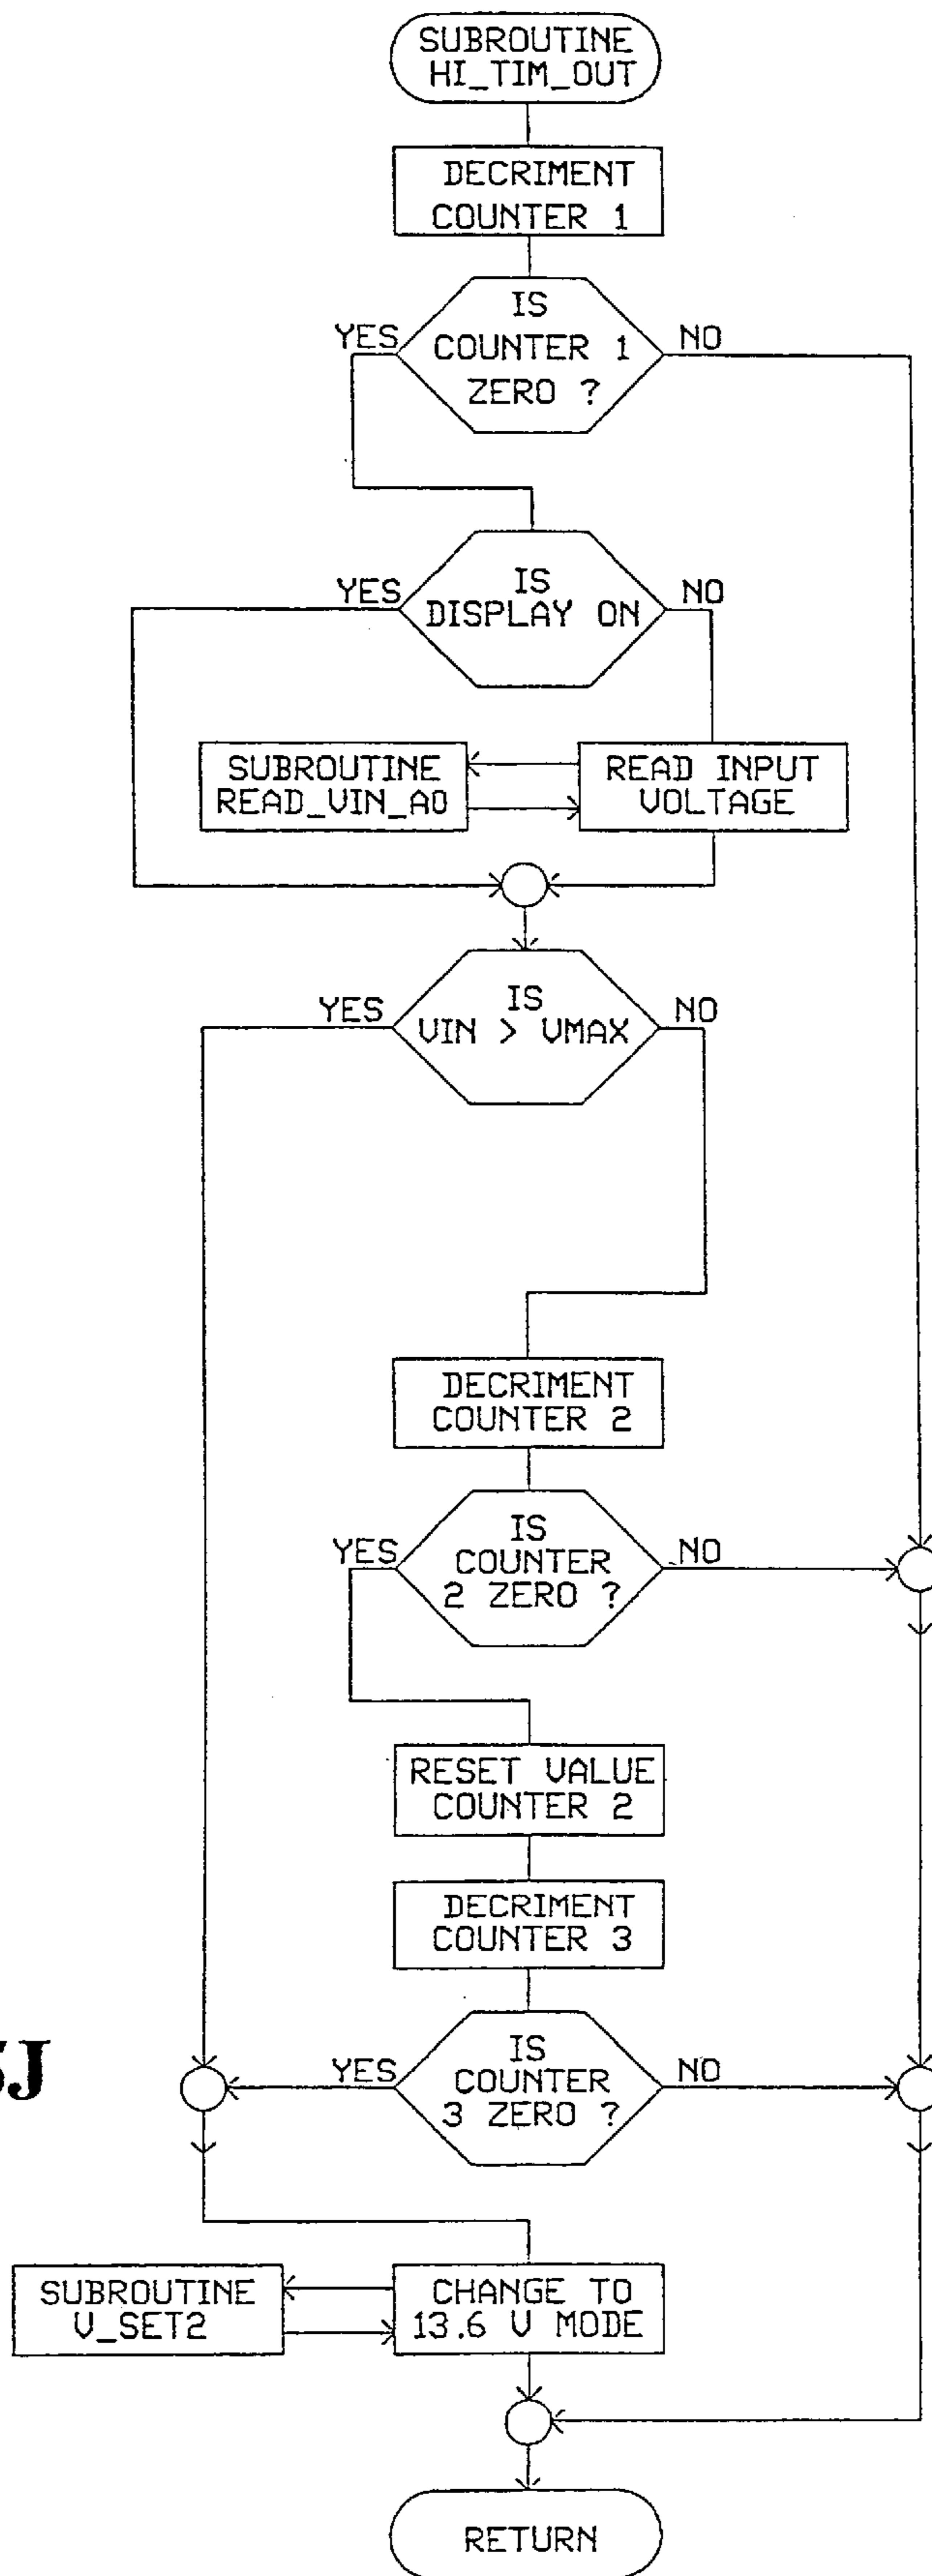 SUBROUTINE
HI_TIM_OUT
DECRIMENT
COUNTER 1
IS
COUNTER 1
ZERO ?
YES
NO
IS
DISPLAY ON
YES
NO
SUBROUTINE
READ_VIN_A0
READ INPUT
VOLTAGE
IS
VIN > VMAX
YES
NO
DECRIMENT
COUNTER 2
IS
COUNTER
2 ZERO ?
YES
NO
RESET VALUE
COUNTER 2
DECRIMENT
COUNTER 3
IS
COUNTER
3 ZERO ?
YES
NO
SUBROUTINE
V_SET2
CHANGE TO
13.6 V MODE
RETURN